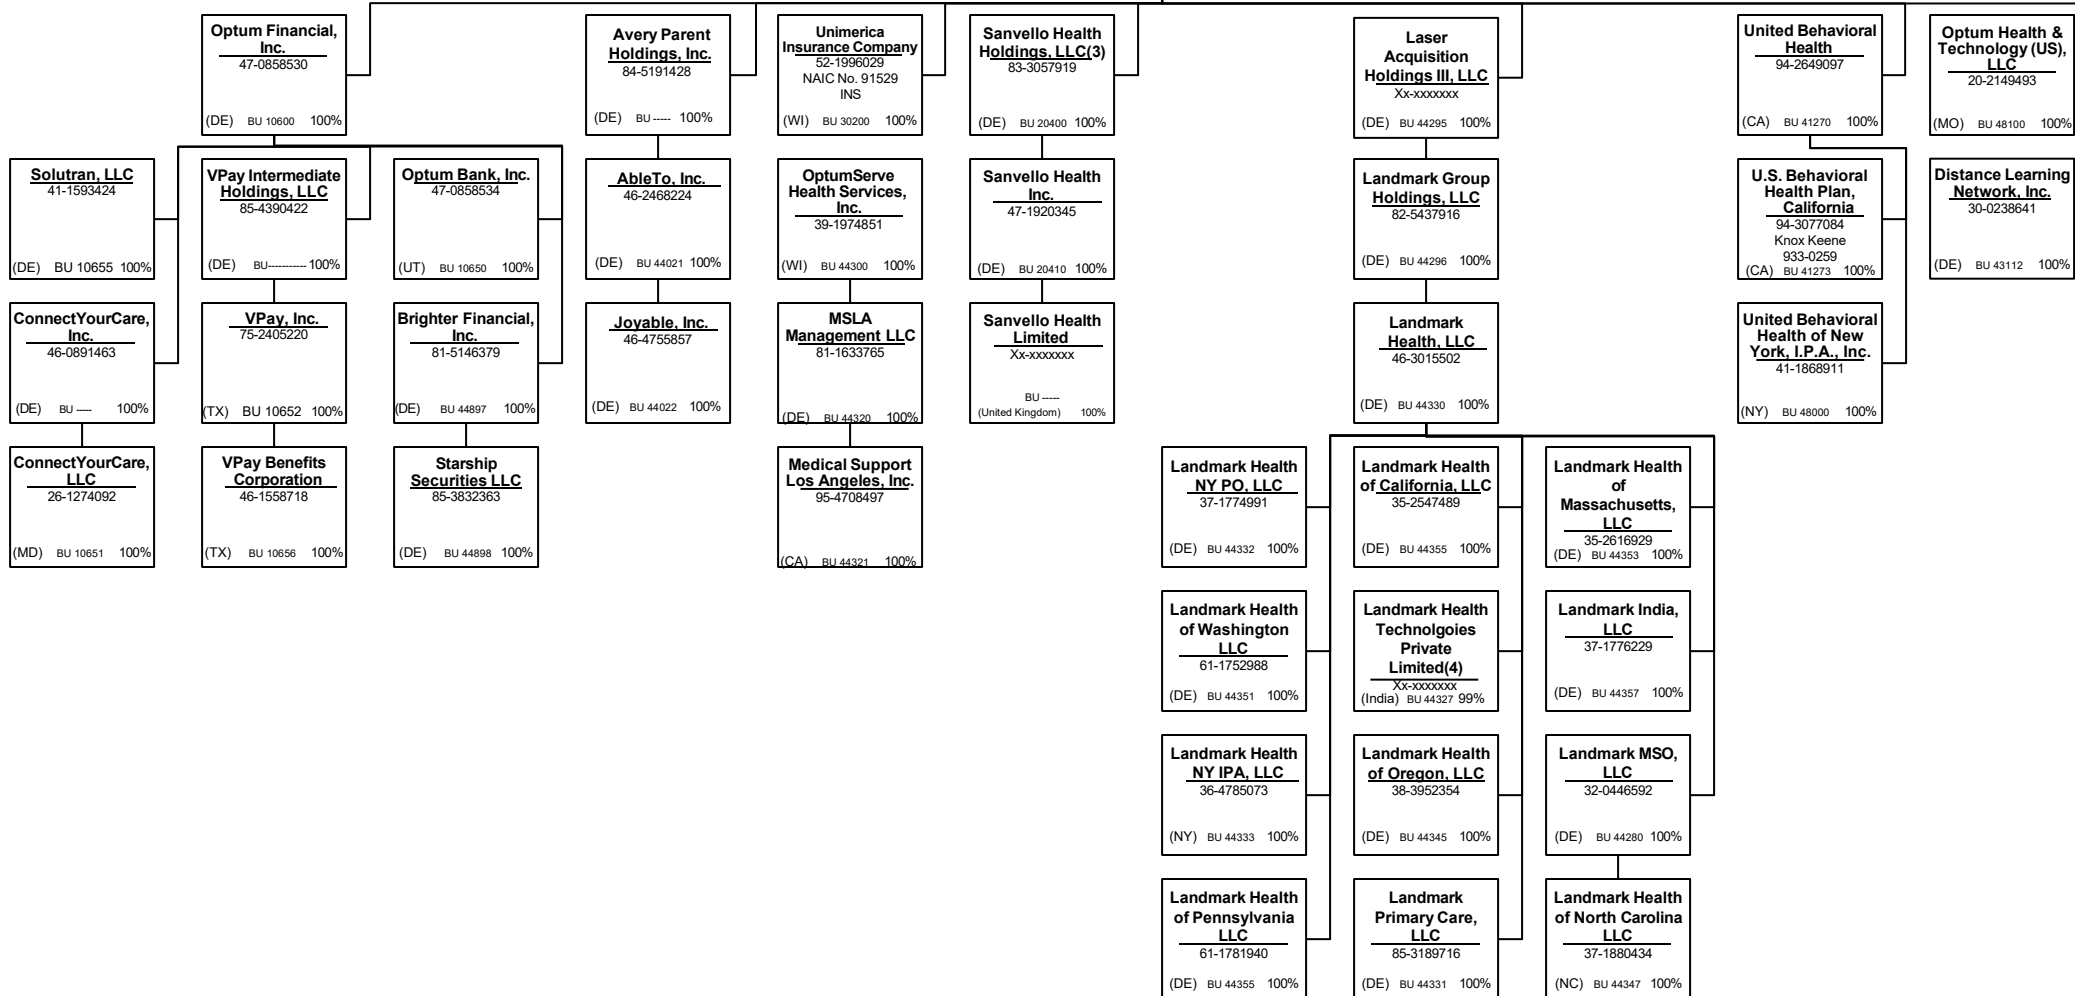 Optum Financial,
Inc.
47-0858530
(DE) BU 10600 100%
Avery Parent
Holdings, Inc.
84-5191428
(DE) BU ----- 100%
Unimerica
Insurance Company
52-1996029
NAIC No. 91529
INS
(WI) BU 30200 100%
Sanvello Health
Holdings, LLC(3)
83-3057919
(DE) BU 20400 100%
Laser
Acquisition
Holdings III, LLC
Xx-xxxxxxx
(DE) BU 44295 100%
United Behavioral
Health
94-2649097
(CA) BU 41270 100%
Optum Health &
Technology (US),
LLC
20-2149493
(MO) BU 48100 100%
Solutran, LLC
41-1593424
(DE) BU 10655 100%
VPay Intermediate
Holdings, LLC
85-4390422
(DE) BU----------- 100%
Optum Bank, Inc.
47-0858534
(UT) BU 10650 100%
AbleTo, Inc.
46-2468224
(DE) BU 44021 100%
OptumServe
Health Services,
Inc.
39-1974851
(WI) BU 44300 100%
Sanvello Health
Inc.
47-1920345
(DE) BU 20410 100%
Landmark Group
Holdings, LLC
82-5437916
(DE) BU 44296 100%
U.S. Behavioral
Health Plan,
California
94-3077084
Knox Keene
933-0259
(CA) BU 41273 100%
Distance Learning
Network, Inc.
30-0238641
(DE) BU 43112 100%
ConnectYourCare,
Inc.
46-0891463
(DE) BU ----- 100%
VPay, Inc.
75-2405220
(TX) BU 10652 100%
Brighter Financial,
Inc.
81-5146379
(DE) BU 44897 100%
Joyable, Inc.
46-4755857
(DE) BU 44022 100%
MSLA
Management LLC
81-1633765
(DE) BU 44320 100%
Sanvello Health
Limited
Xx-xxxxxxx
BU -----
(United Kingdom) 100%
Landmark
Health, LLC
46-3015502
(DE) BU 44330 100%
United Behavioral
Health of New
York, I.P.A., Inc.
41-1868911
(NY) BU 48000 100%
ConnectYourCare,
LLC
26-1274092
(MD) BU 10651 100%
VPay Benefits
Corporation
46-1558718
(TX) BU 10656 100%
Starship
Securities LLC
85-3832363
(DE) BU 44898 100%
Medical Support
Los Angeles, Inc.
95-4708497
(CA) BU 44321 100%
Landmark Health
NY PO, LLC
37-1774991
(DE) BU 44332 100%
Landmark Health
of California, LLC
35-2547489
(DE) BU 44355 100%
Landmark Health
of
Massachusetts,
LLC
35-2616929
(DE) BU 44353 100%
Landmark Health
of Washington
LLC
61-1752988
(DE) BU 44351 100%
Landmark Health
Technolgoies
Private
Limited(4)
Xx-xxxxxxx
(India) BU 44327 99%
Landmark India,
LLC
37-1776229
(DE) BU 44357 100%
Landmark Health
NY IPA, LLC
36-4785073
(NY) BU 44333 100%
Landmark Health
of Oregon, LLC
38-3952354
(DE) BU 44345 100%
Landmark MSO,
LLC
32-0446592
(DE) BU 44280 100%
Landmark Health
of Pennsylvania
LLC
61-1781940
(DE) BU 44355 100%
Landmark
Primary Care,
LLC
85-3189716
(DE) BU 44331 100%
Landmark Health
of North Carolina
LLC
37-1880434
(NC) BU 44347 100%